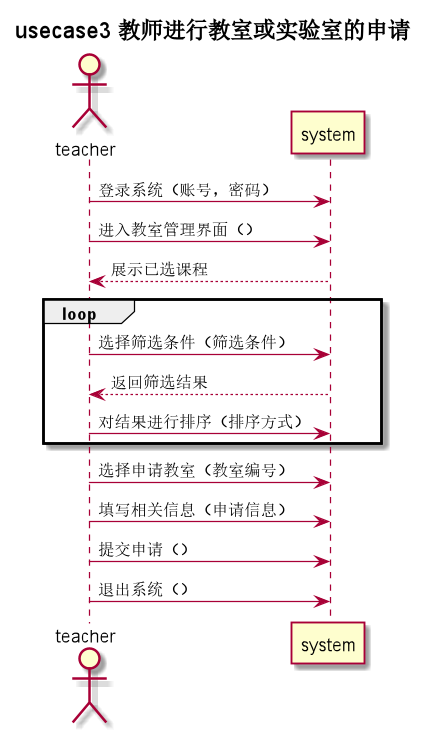 usecase3 教师进行教室或实验室的申请
teacher
system
登录系统（账号，密码）
进入教室管理界面（）
展示已选课程
loop
选择筛选条件（筛选条件）
返回筛选结果
对结果进行排序（排序方式）
选择申请教室（教室编号）
填写相关信息（申请信息）
提交申请（）
退出系统（）
teacher
system